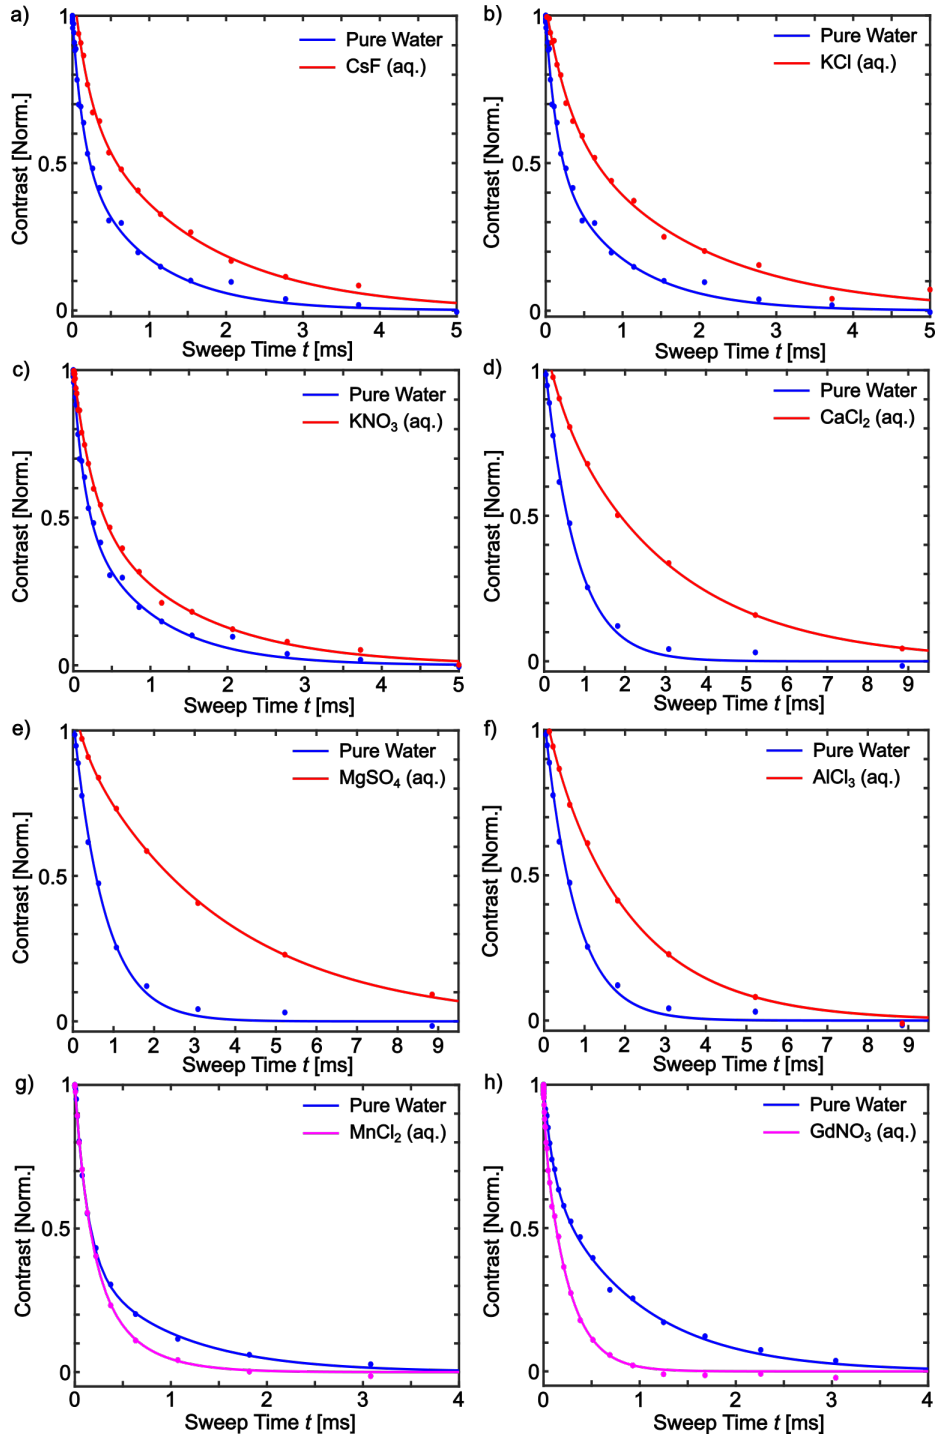 a)
Pure Water
CsF (aq.)
Contrast [Norm.]
1
0.5
0
0 1 2 3 4 5
Sweep Time t [ms]
b)
Pure Water
KCl (aq.)
Contrast [Norm.]
1
0.5
0
0 1 2 3 4 5
Sweep Time t [ms]
c)
Pure Water
KNO3 (aq.)
Contrast [Norm.]
1
0.5
0
0 1 2 3 4 5
Sweep Time t [ms]
d)
Pure Water
CaCl2 (aq.)
Contrast [Norm.]
1
0.5
0
0 1 2 3 4 5 6 7 8 9
Sweep Time t [ms]
e)
Pure Water
MgSO4 (aq.)
Contrast [Norm.]
1
0.5
0
0 1 2 3 4 5 6 7 8 9
Sweep Time t [ms]
f)
Pure Water
AlCl3 (aq.)
Contrast [Norm.]
1
0.5
0
0 1 2 3 4 5 6 7 8 9
Sweep Time t [ms]
g)
Pure Water
MnCl2 (aq.)
Contrast [Norm.]
1
0.5
0
0 1 2 3 4
Sweep Time t [ms]
h)
Pure Water
GdNO3 (aq.)
Contrast [Norm.]
1
0.5
0
0 1 2 3 4
Sweep Time t [ms]